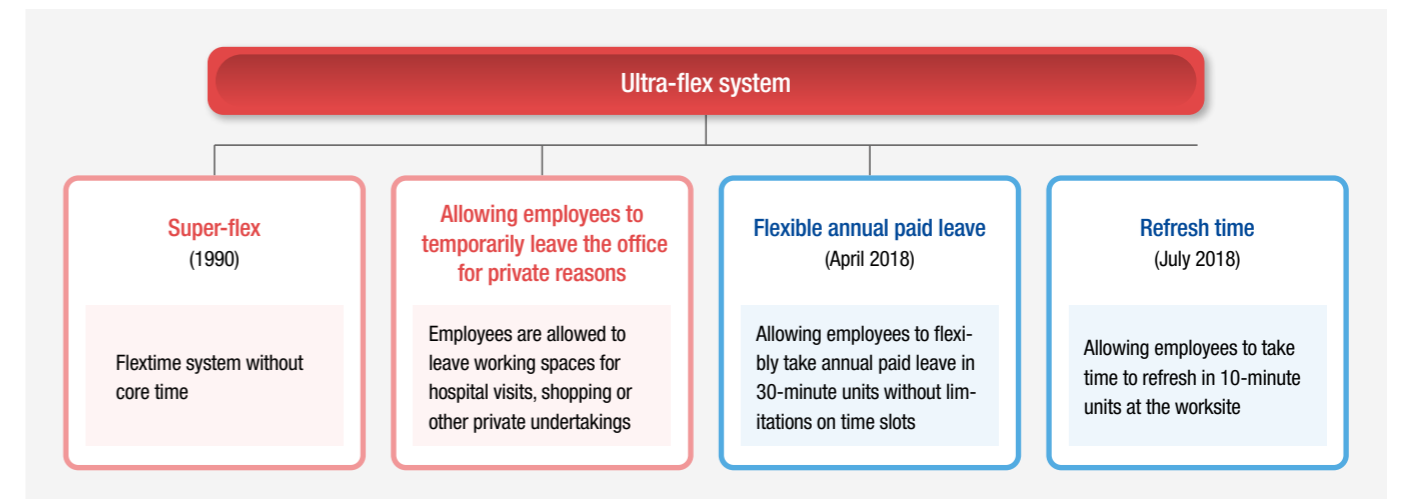 Ultra-flex system
Super-flex
(1990)
Flextime system without
core time
Allowing employees to
temporarily leave the office
for private reasons
Employees are allowed to
leave working spaces for
hospital visits, shopping or
other private undertakings
Flexible annual paid leave
(April 2018)
Allowing employees to flexi-
bly take annual paid leave in
30-minute units without lim-
itations on time slots
Refresh time
(July 2018)
Allowing employees to take
time to refresh in 10-minute
units at the worksite